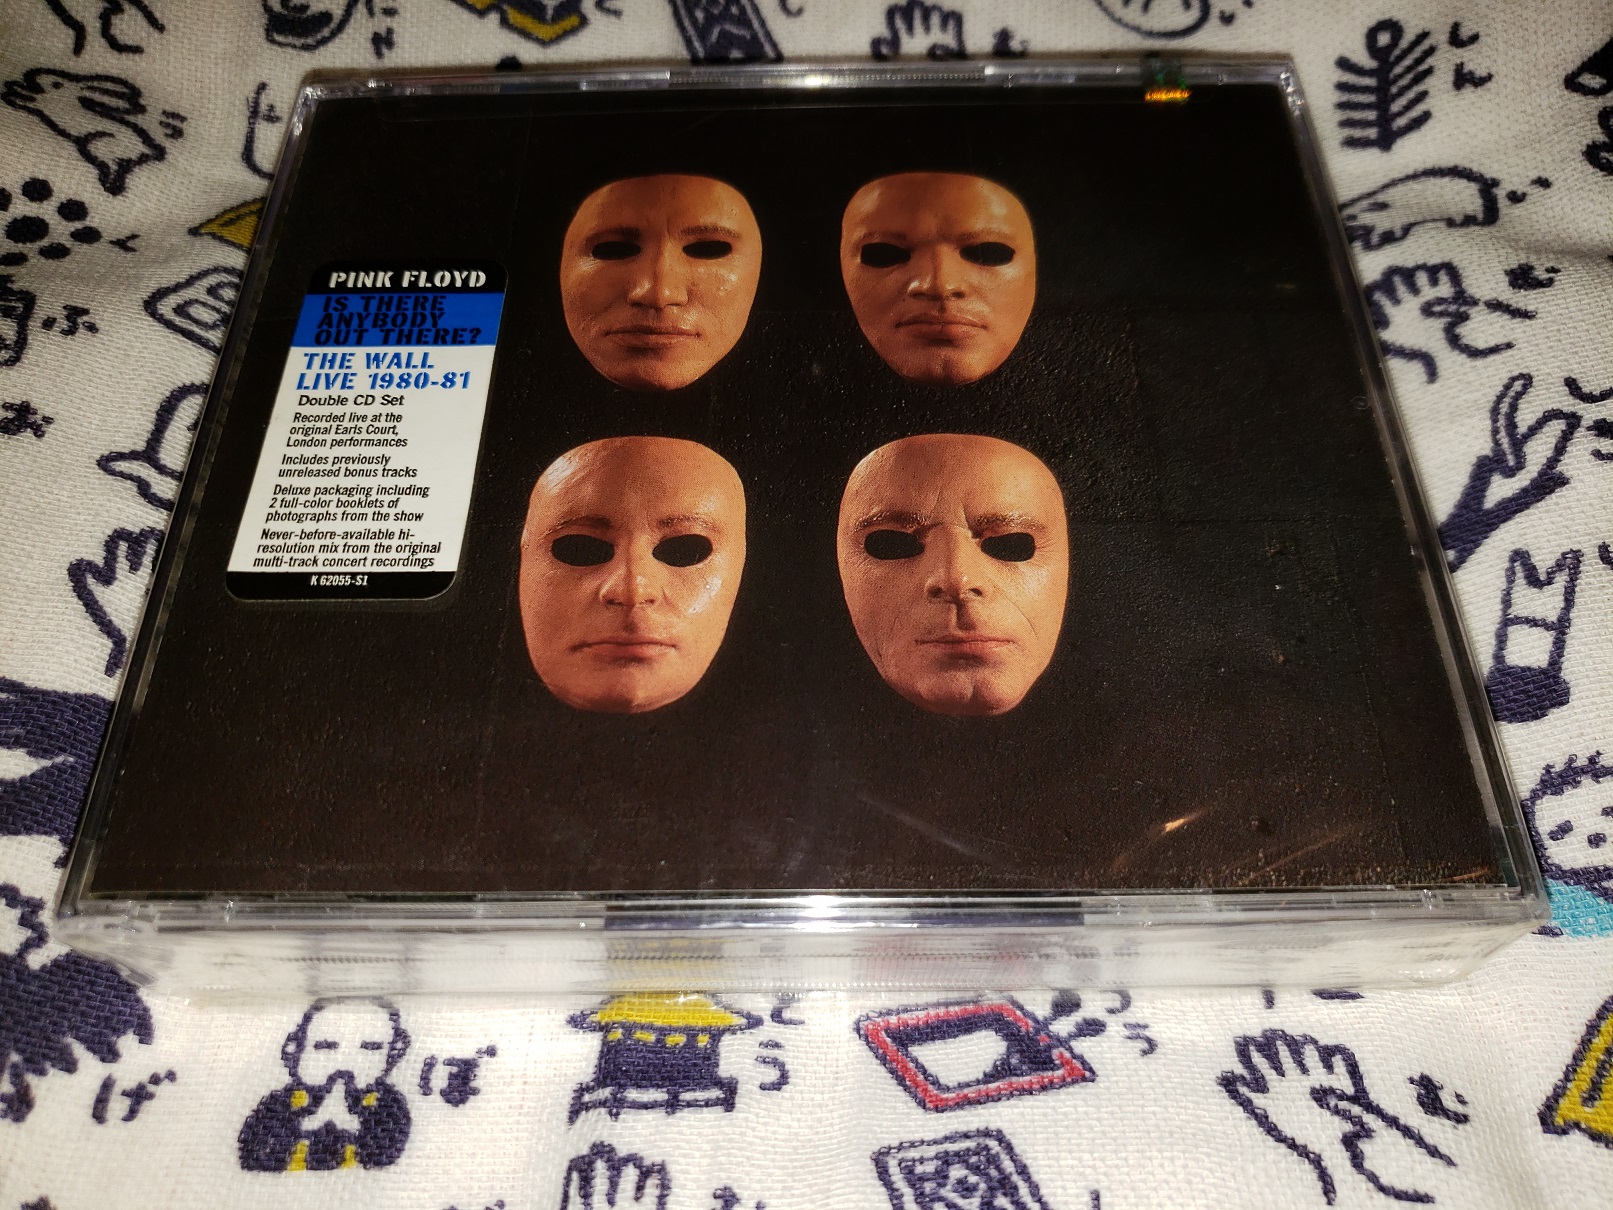 PINK FLOYD
IS THERE
ANYBODY
OUT THERE?
THE WALL
LIVE 1980-81
Double CD Set
Recorded live at the
original Earls Court,
London performances
Includes previously
unreleased bonus tracks
Deluxe packaging including
2 full-color booklets of
photographs from the show
Never-before-available hi-
resolution mix from the original
multi-track concert recordings
K 62055-S1